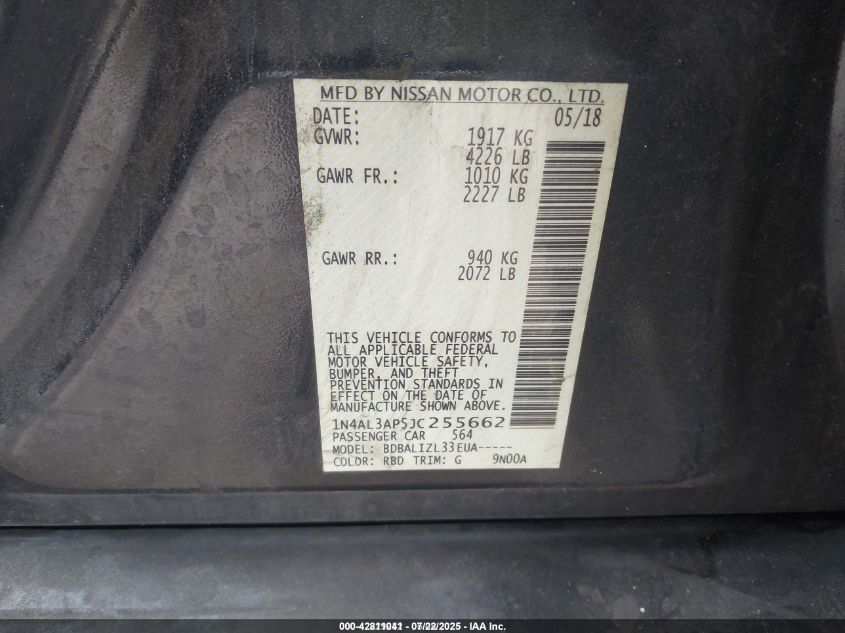 MFD BY NISSAN MOTOR CO., LTD.
DATE: 05/18
GVWR: 1917 KG
4226 LB
GAWR FR.: 1010 KG
2227 LB
GAWR RR.: 940 KG
2072 LB
THIS VEHICLE CONFORMS TO
ALL APPLICABLE FEDERAL
MOTOR VEHICLE SAFETY,
BUMPER, AND THEFT
PREVENTION STANDARDS IN
EFFECT ON THE DATE OF
MANUFACTURE SHOWN ABOVE.
1N4AL3AP5JC255662
PASSENGER CAR 564
MODEL: BDBALIZL33EUA-----
COLOR: RBD TRIM: G 9N00A
07/22/2025 - IAA Inc.